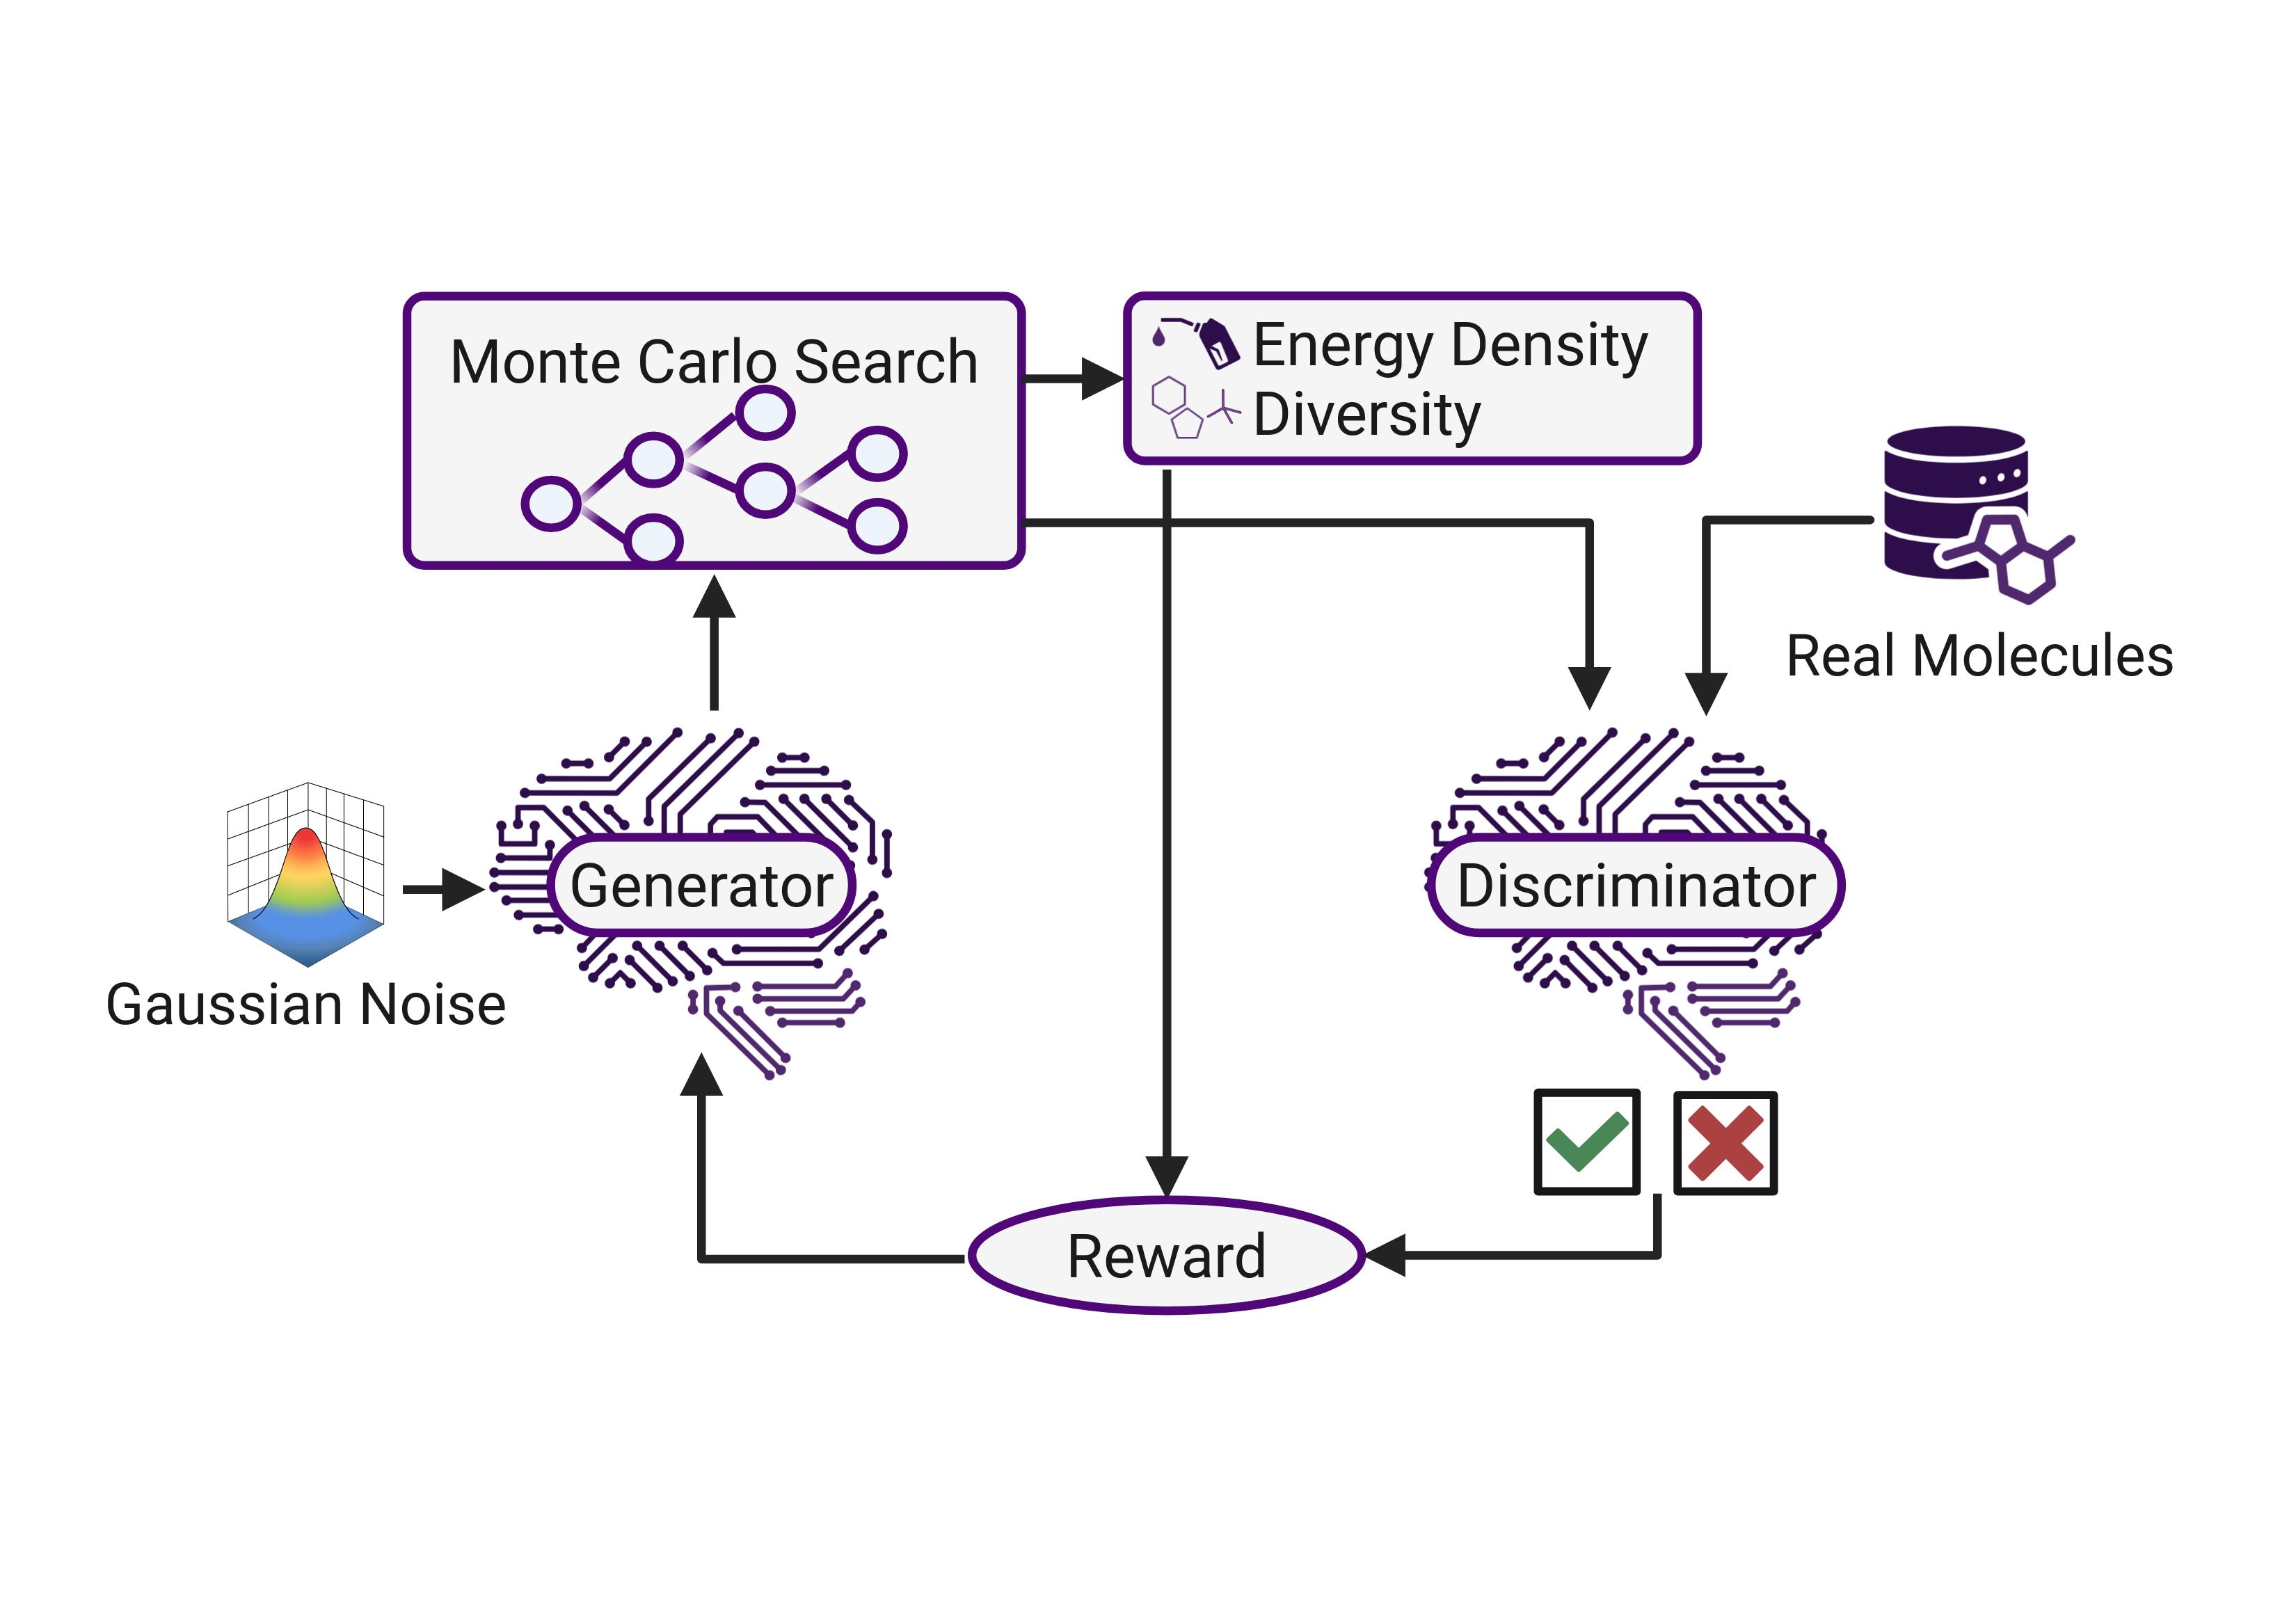 Monte Carlo Search
Energy Density
Diversity
Real Molecules
Generator
Discriminator
Gaussian Noise
Reward